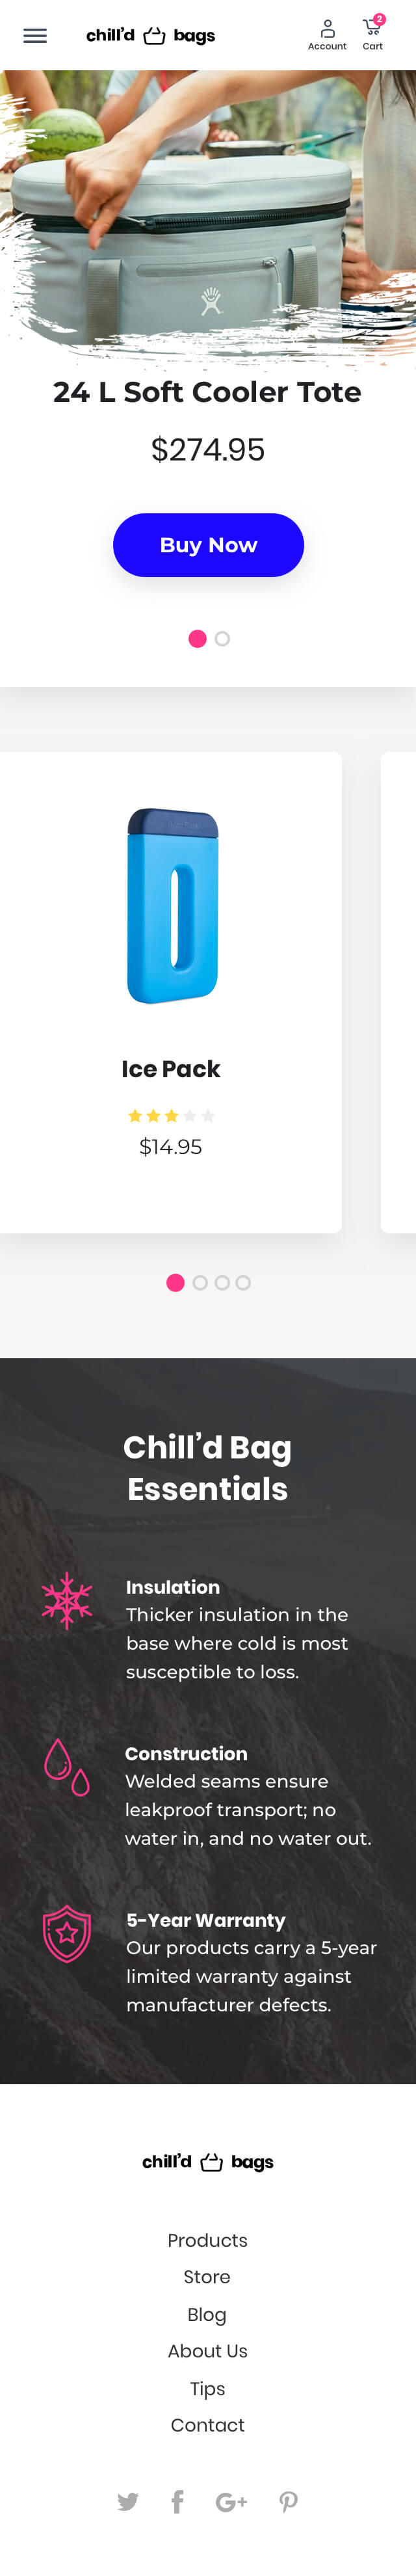 chill’d bags
Account
Cart
2
24 L Soft Cooler Tote
$274.95
Buy Now
Ice Pack
$14.95
Chill’d Bag
Essentials
Insulation
Thicker insulation in the
base where cold is most
susceptible to loss.
Construction
Welded seams ensure
leakproof transport; no
water in, and no water out.
5-Year Warranty
Our products carry a 5-year
limited warranty against
manufacturer defects.
chill’d bags
Products
Store
Blog
About Us
Tips
Contact
G+